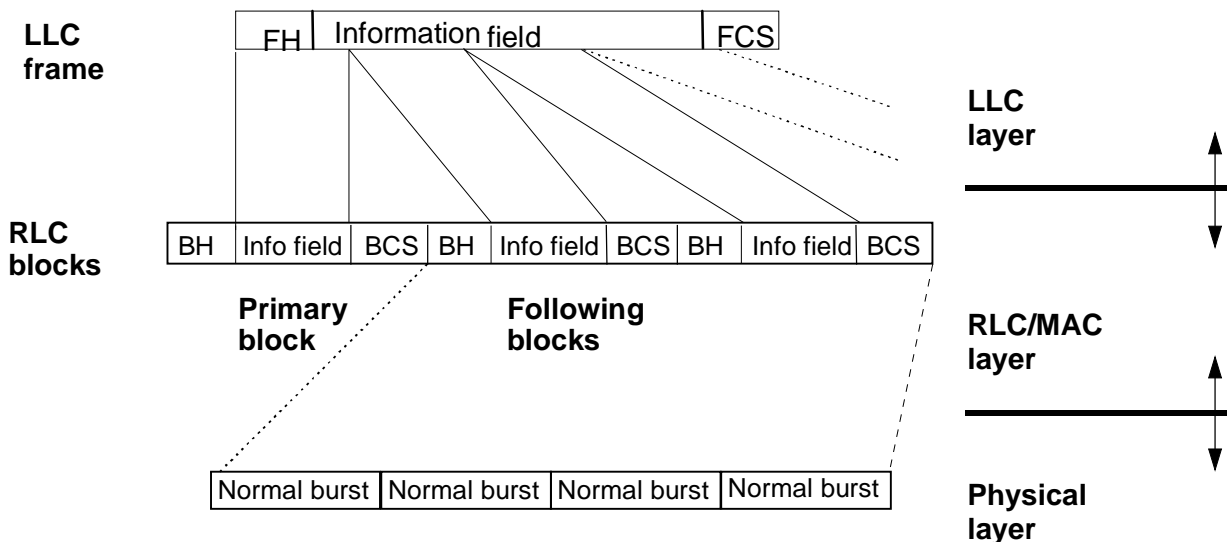 LLC
frame
FH Information field FCS
LLC
layer
RLC
blocks
BH Info field BCS BH Info field BCS BH Info field BCS
Primary
block
Following
blocks
RLC/MAC
layer
Normal burst Normal burst Normal burst Normal burst
Physical
layer